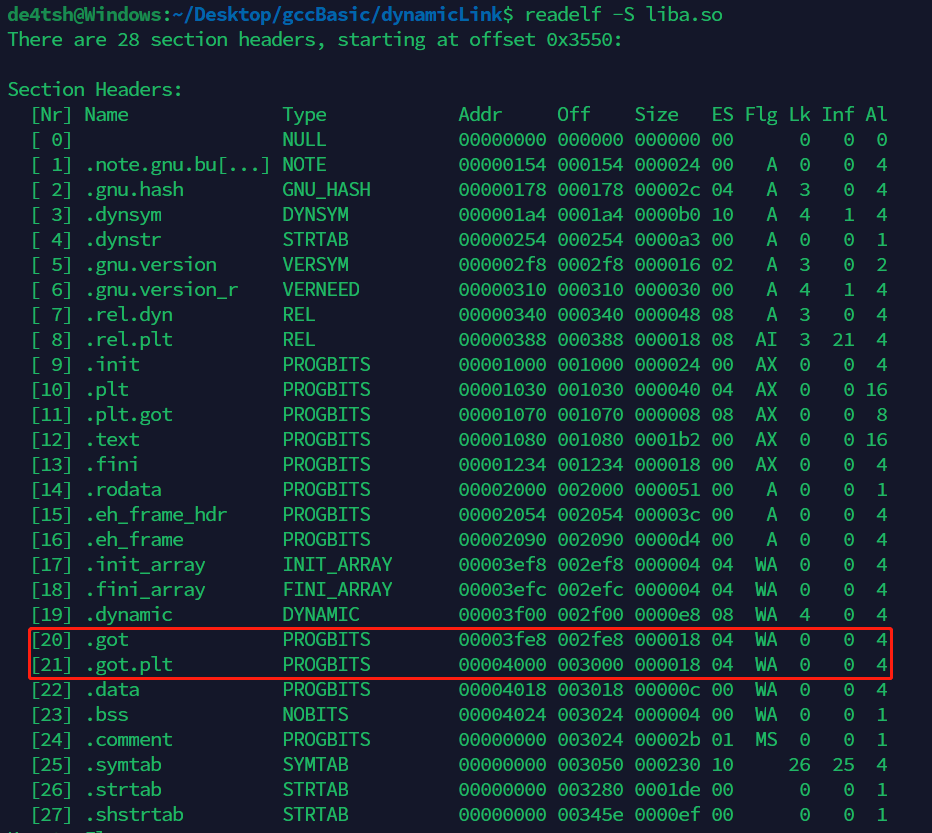 de4tsh@Windows:~/Desktop/gccBasic/dynamicLink$ readelf -S liba.so
There are 28 section headers, starting at offset 0x3550:
Section Headers:
[Nr] Name Type Addr Off Size ES Flg Lk Inf Al
[ 0] NULL 00000000 000000 000000 00 0 0 0
[ 1] .note.gnu.bu[...] NOTE 00000154 000154 000024 00 A 0 0 4
[ 2] .gnu.hash GNU_HASH 00000178 000178 00002c 04 A 3 0 4
[ 3] .dynsym DYNSYM 000001a4 0001a4 0000b0 10 A 4 1 4
[ 4] .dynstr STRTAB 00000254 000254 0000a3 00 A 0 0 1
[ 5] .gnu.version VERSYM 000002f8 0002f8 000016 02 A 3 0 2
[ 6] .gnu.version_r VERNEED 00000310 000310 000030 00 A 4 1 4
[ 7] .rel.dyn REL 00000340 000340 000048 08 A 3 0 4
[ 8] .rel.plt REL 00000388 000388 000018 08 AI 3 21 4
[ 9] .init PROGBITS 00001000 001000 000024 00 AX 0 0 4
[10] .plt PROGBITS 00001030 001030 000040 04 AX 0 0 16
[11] .plt.got PROGBITS 00001070 001070 000008 08 AX 0 0 8
[12] .text PROGBITS 00001080 001080 0001b2 00 AX 0 0 16
[13] .fini PROGBITS 00001234 001234 000018 00 AX 0 0 4
[14] .rodata PROGBITS 00002000 002000 000051 00 A 0 0 1
[15] .eh_frame_hdr PROGBITS 00002054 002054 00003c 00 A 0 0 4
[16] .eh_frame PROGBITS 00002090 002090 0000d4 00 A 0 0 4
[17] .init_array INIT_ARRAY 00003ef8 002ef8 000004 04 WA 0 0 4
[18] .fini_array FINI_ARRAY 00003efc 002efc 000004 04 WA 0 0 4
[19] .dynamic DYNAMIC 00003f00 002f00 0000e8 08 WA 4 0 4
[20] .got PROGBITS 00003fe8 002fe8 000018 04 WA 0 0 4
[21] .got.plt PROGBITS 00004000 003000 000018 04 WA 0 0 4
[22] .data PROGBITS 00004018 003018 00000c 00 WA 0 0 4
[23] .bss NOBITS 00004024 003024 000004 00 WA 0 0 1
[24] .comment PROGBITS 00000000 003024 00002b 01 MS 0 0 1
[25] .symtab SYMTAB 00000000 003050 000230 10 26 25 4
[26] .strtab STRTAB 00000000 003280 0001de 00 0 0 1
[27] .shstrtab STRTAB 00000000 00345e 0000ef 00 0 0 1